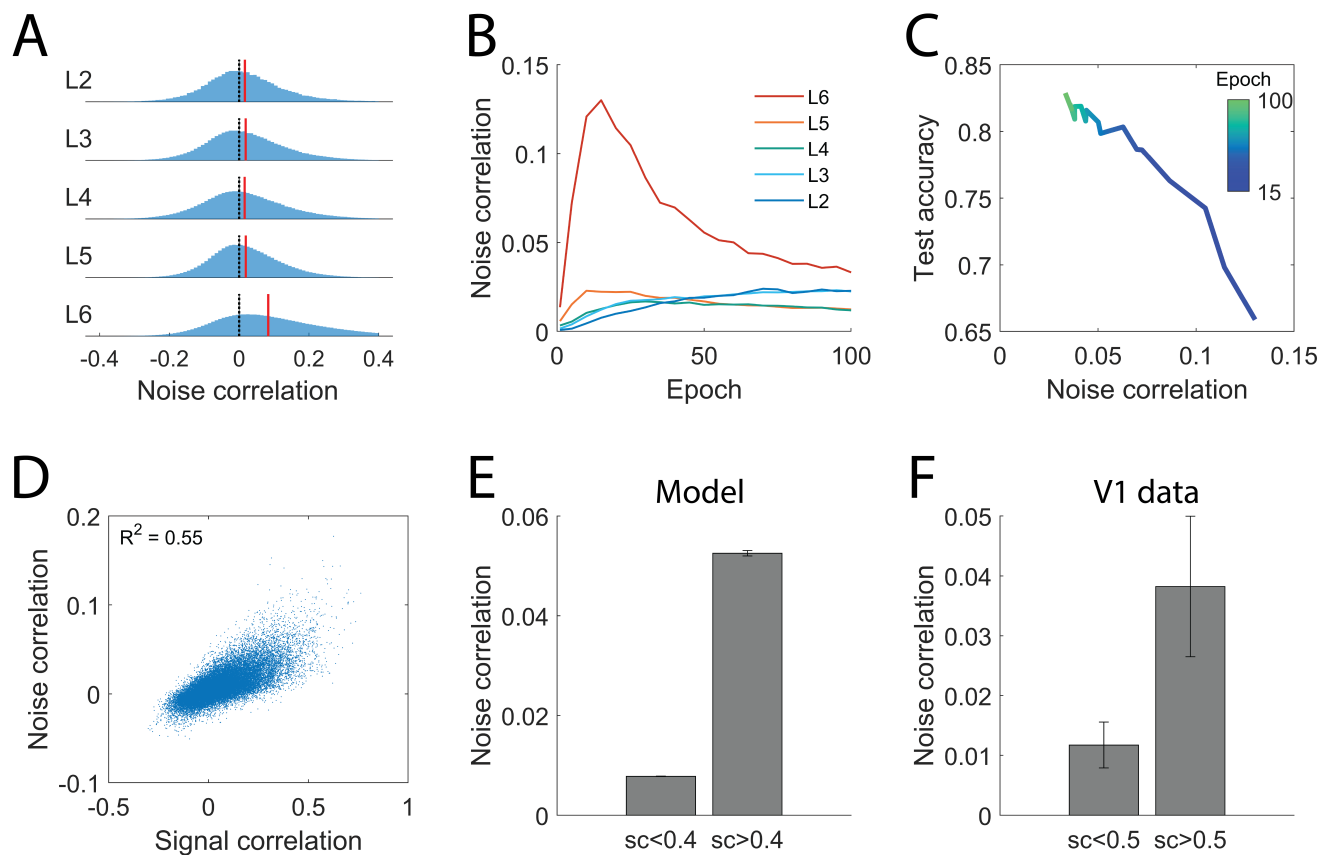 A
L2
L3
L4
L5
L6
-0.4 -0.2 0 0.2 0.4
Noise correlation
B
0.15
0.1
0.05
0
Noise correlation
L6
L5
L4
L3
L2
0 50 100
Epoch
C
0.85
0.8
0.75
0.7
0.65
Test accuracy
Epoch
100
15
0 0.05 0.1 0.15
Noise correlation
D
0.2
0.1
0
-0.1
Noise correlation
R² = 0.55
-0.5 0 0.5 1
Signal correlation
E
Model
0.06
0.04
0.02
0
Noise correlation
sc<0.4 sc>0.4
F
V1 data
0.05
0.04
0.03
0.02
0.01
0
Noise correlation
sc<0.5 sc>0.5